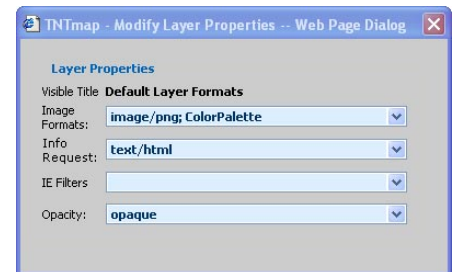 TNTmap - Modify Layer Properties -- Web Page Dialog
Layer Properties
Visible Title Default Layer Formats
Image
Formats: image/png; ColorPalette
Info
Request: text/html
IE Filters
Opacity: opaque